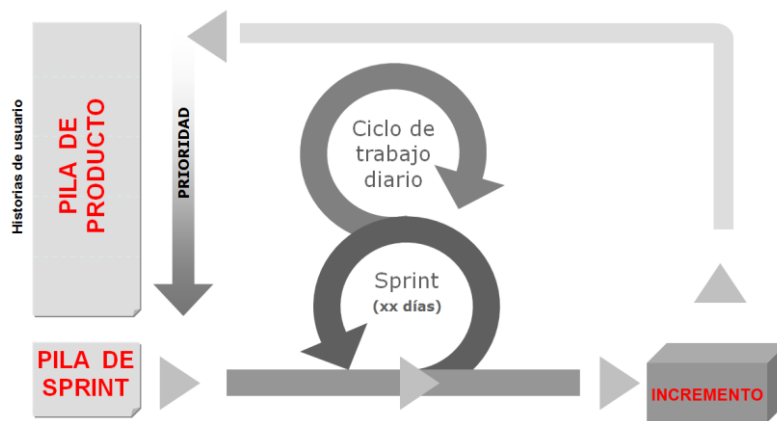 Historias de usuario
PILA DE
PRODUCTO
PRIORIDAD
Ciclo de
trabajo
diario
Sprint
(xx días)
PILA DE
SPRINT
INCREMENTO